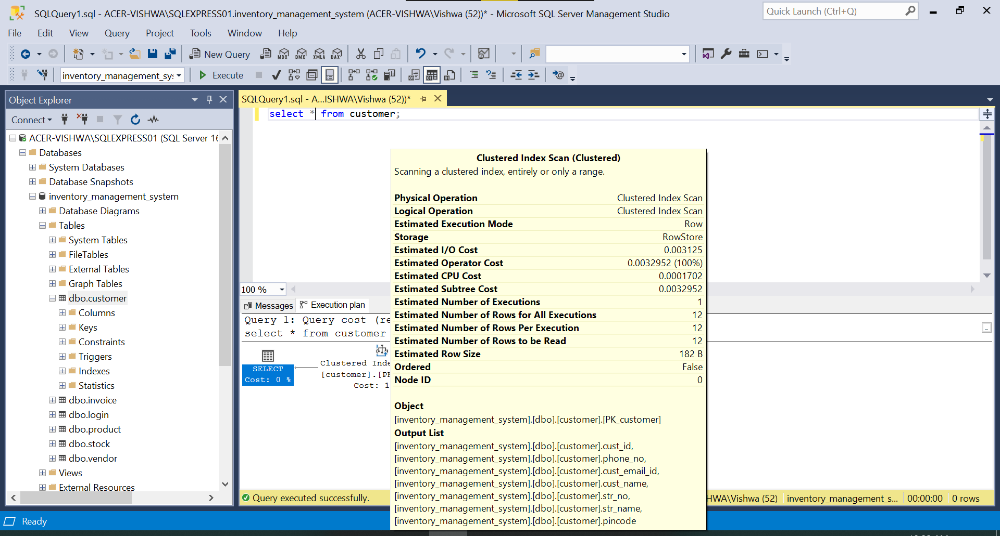 SQLQuery1.sql - ACER-VISHWA\SQLEXPRESS01.inventory_management_system (ACER-VISHWA\Vishwa (52))* - Microsoft SQL Server Management Studio
Quick Launch (Ctrl+Q)
File Edit View Query Project Tools Window Help
New Query MDX DMX XMLA DAX
inventory_management_sys Execute
Object Explorer
SQLQuery1.sql - A...ISHWA\Vishwa (52))*
Connect
select * from customer;
ACER-VISHWA\SQLEXPRESS01 (SQL Server 16
Databases
System Databases
Database Snapshots
inventory_management_system
Database Diagrams
Tables
System Tables
FileTables
External Tables
Graph Tables
dbo.customer
Columns
Keys
Constraints
Triggers
Indexes
Statistics
dbo.invoice
dbo.login
dbo.product
dbo.stock
dbo.vendor
Views
External Resources
100 %
Messages Execution plan
Query 1: Query cost (re
select * from customer
SELECT
Cost: 0 %
Clustered Inde
[customer].[PK
Cost: 1
Clustered Index Scan (Clustered)
Scanning a clustered index, entirely or only a range.
Physical Operation Clustered Index Scan
Logical Operation Clustered Index Scan
Estimated Execution Mode Row
Storage RowStore
Estimated I/O Cost 0.003125
Estimated Operator Cost 0.0032952 (100%)
Estimated CPU Cost 0.0001702
Estimated Subtree Cost 0.0032952
Estimated Number of Executions 1
Estimated Number of Rows for All Executions 12
Estimated Number of Rows Per Execution 12
Estimated Number of Rows to be Read 12
Estimated Row Size 182 B
Ordered False
Node ID 0
Object
[inventory_management_system].[dbo].[customer].[PK_customer]
Output List
[inventory_management_system].[dbo].[customer].cust_id,
[inventory_management_system].[dbo].[customer].phone_no,
[inventory_management_system].[dbo].[customer].cust_email_id,
[inventory_management_system].[dbo].[customer].cust_name,
[inventory_management_system].[dbo].[customer].str_no,
[inventory_management_system].[dbo].[customer].str_name,
[inventory_management_system].[dbo].[customer].pincode
Query executed successfully.
HWA\Vishwa (52) inventory_management_s... 00:00:00 0 rows
Ready